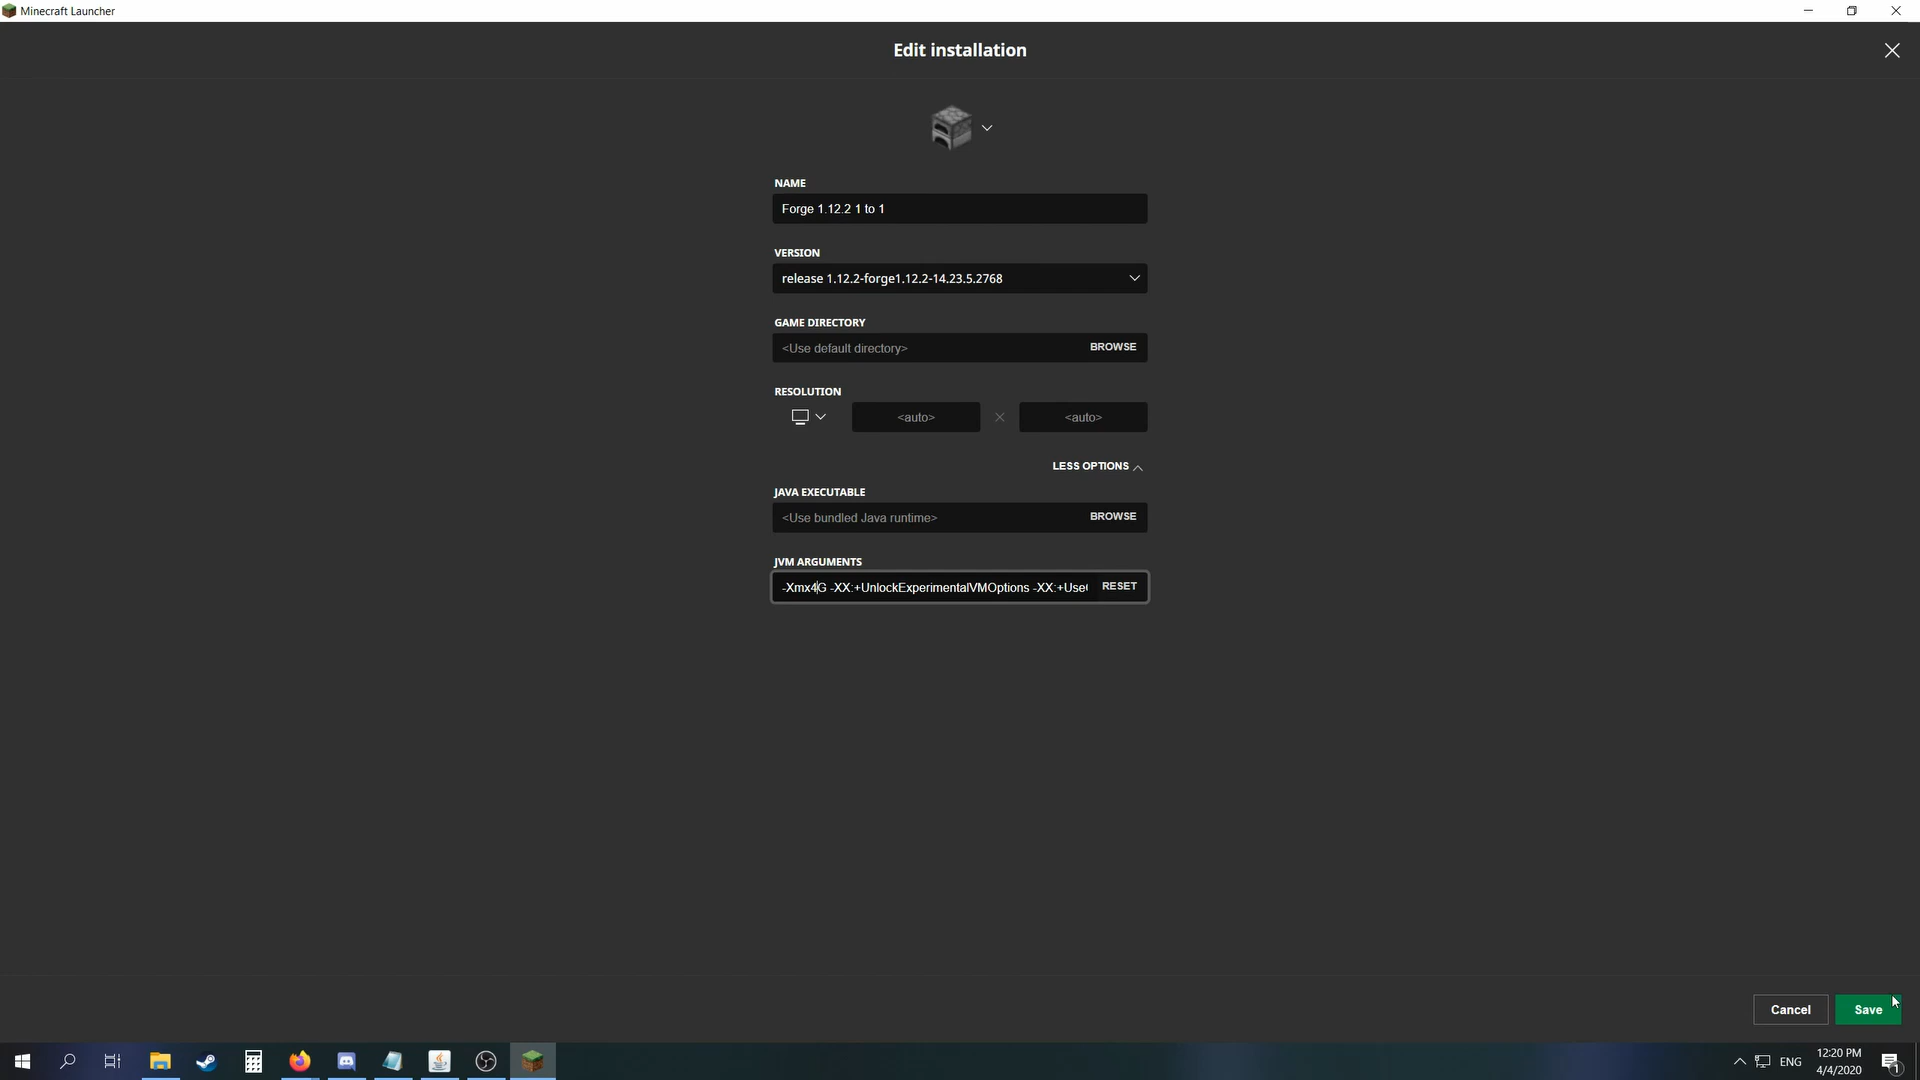 Minecraft Launcher
Edit installation
NAME
Forge 1.12.2 1 to 1
VERSION
release 1.12.2-forge1.12.2-14.23.5.2768
GAME DIRECTORY
<Use default directory>
BROWSE
RESOLUTION
<auto>
<auto>
LESS OPTIONS
JAVA EXECUTABLE
<Use bundled Java runtime>
BROWSE
JVM ARGUMENTS
-Xmx4G -XX:+UnlockExperimentalVMOptions -XX:+Use
RESET
Cancel
Save
ENG
12:20 PM
4/4/2020
1